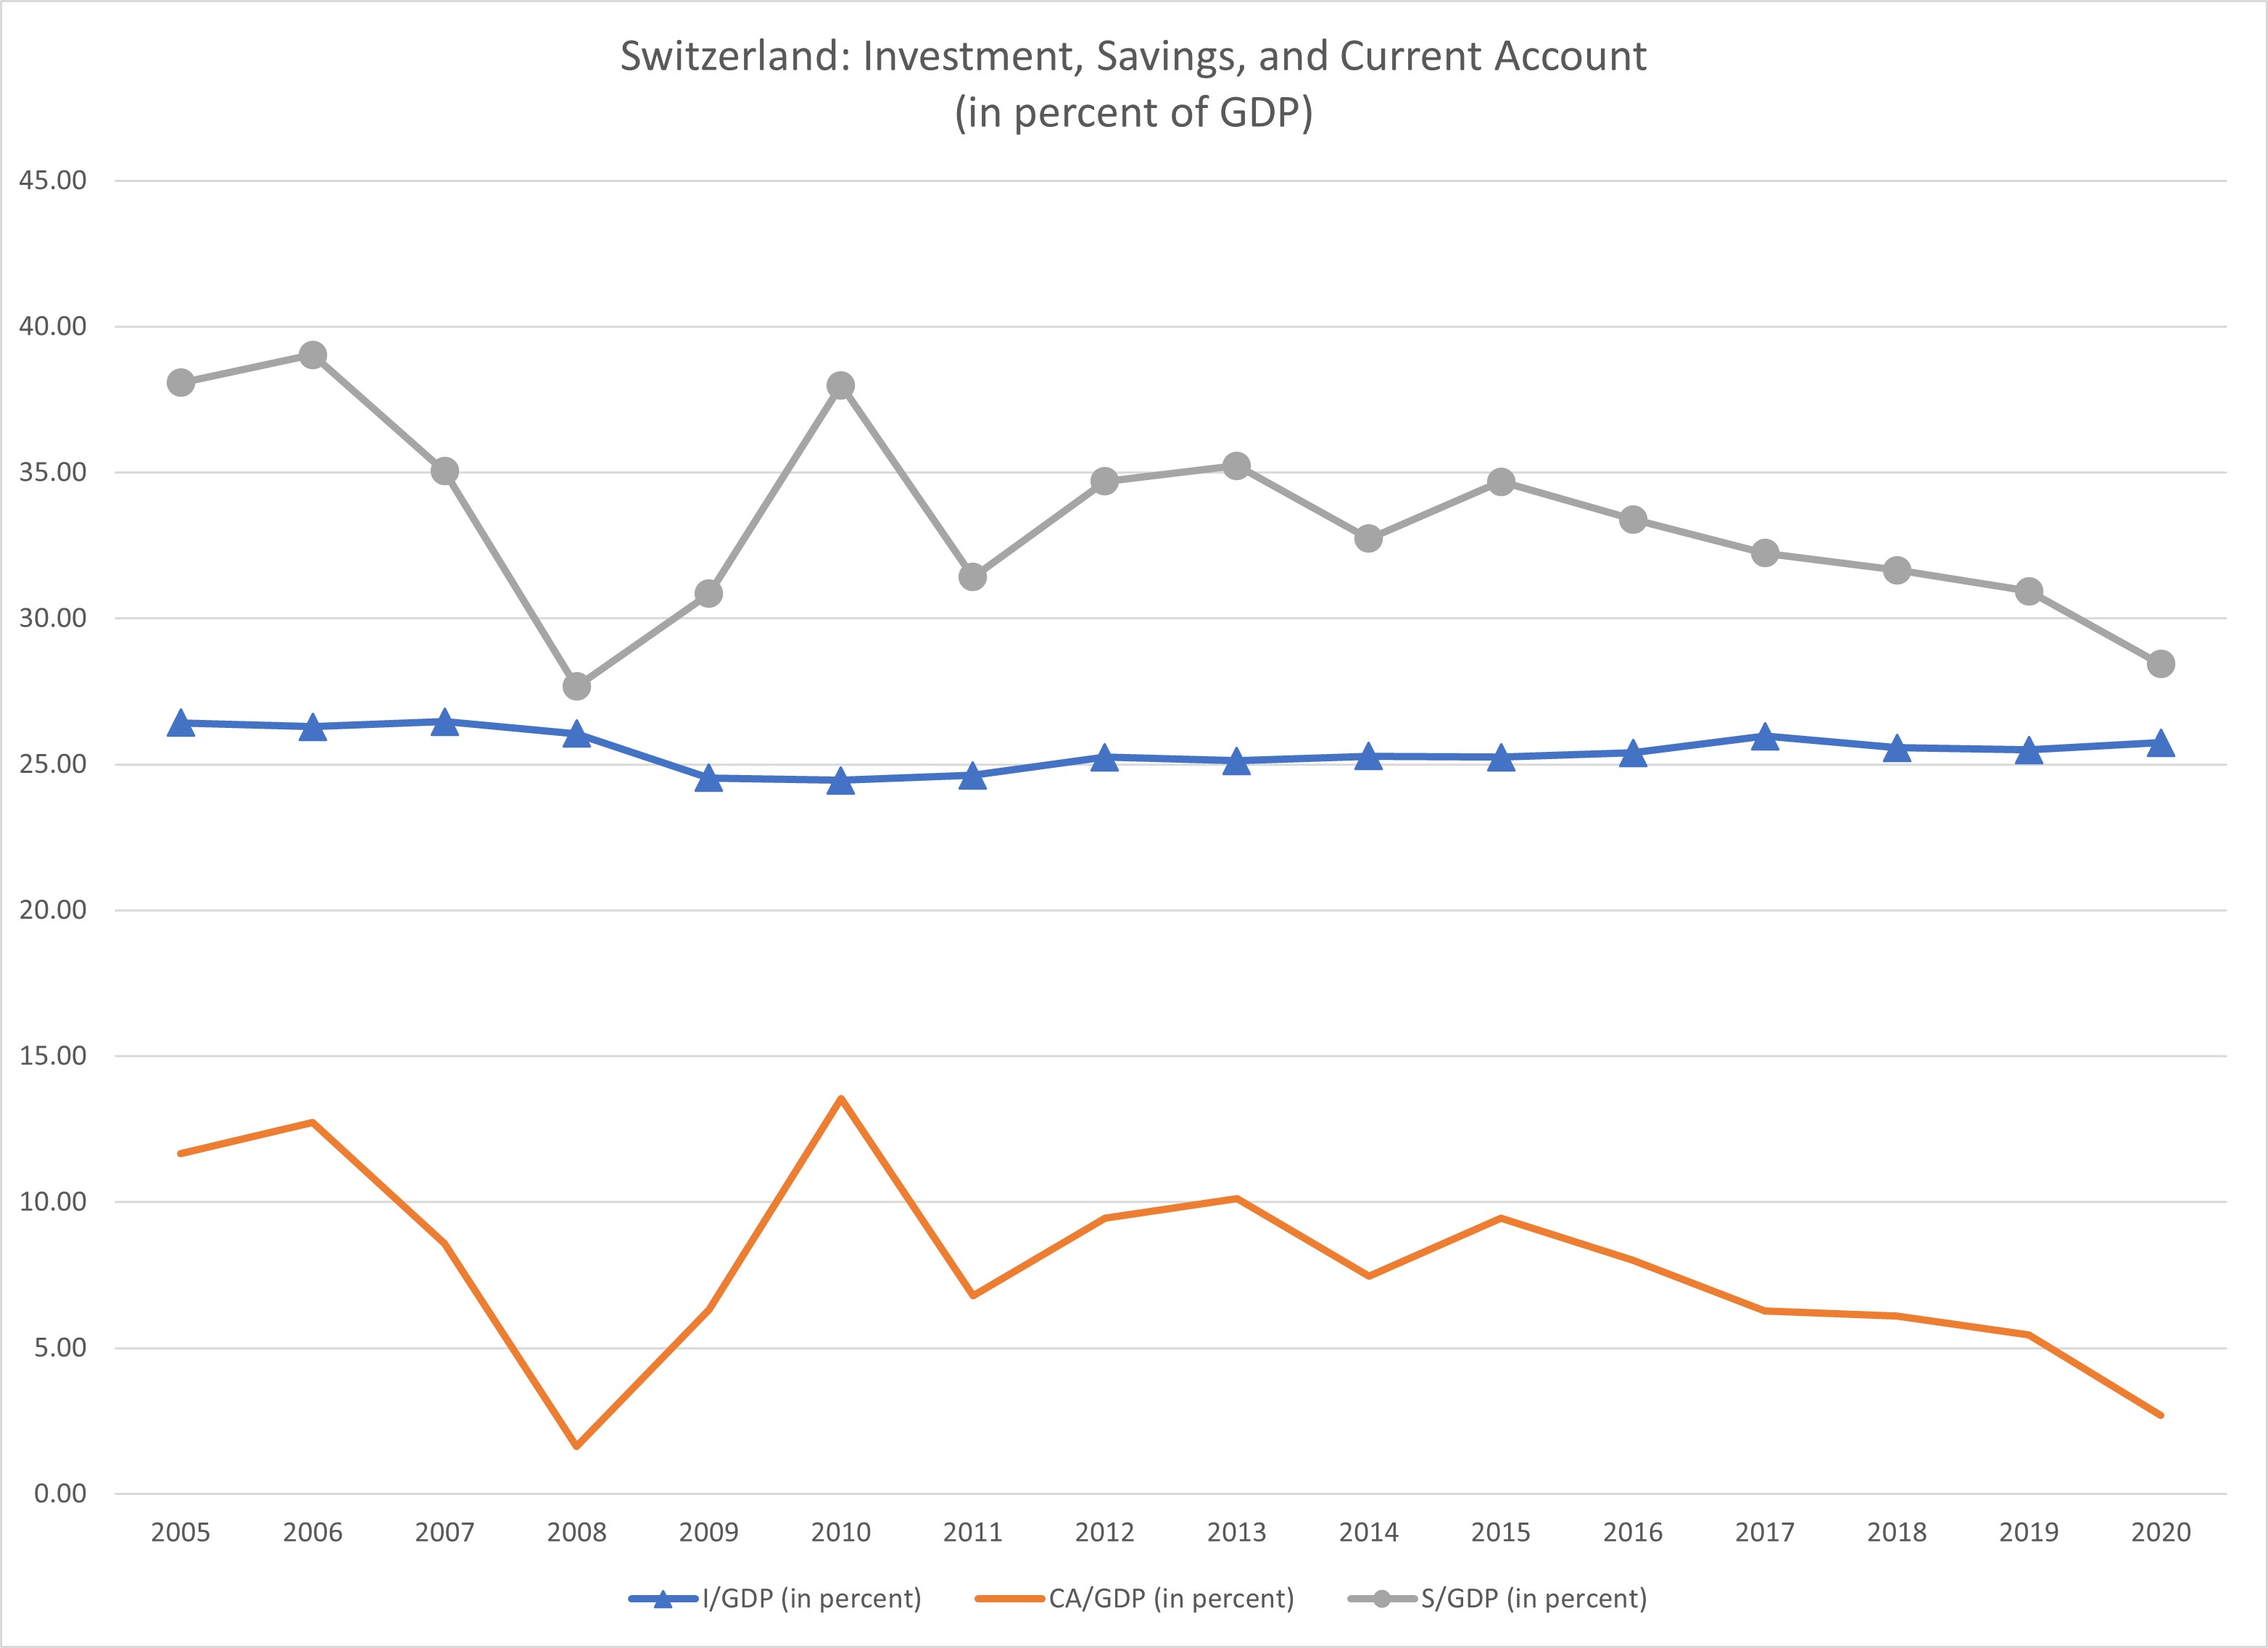 Switzerland: Investment, Savings, and Current Account
(in percent of GDP)
45.00
40.00
35.00
30.00
25.00
20.00
15.00
10.00
5.00
0.00
2005 2006 2007 2008 2009 2010 2011 2012 2013 2014 2015 2016 2017 2018 2019 2020
I/GDP (in percent) CA/GDP (in percent) S/GDP (in percent)